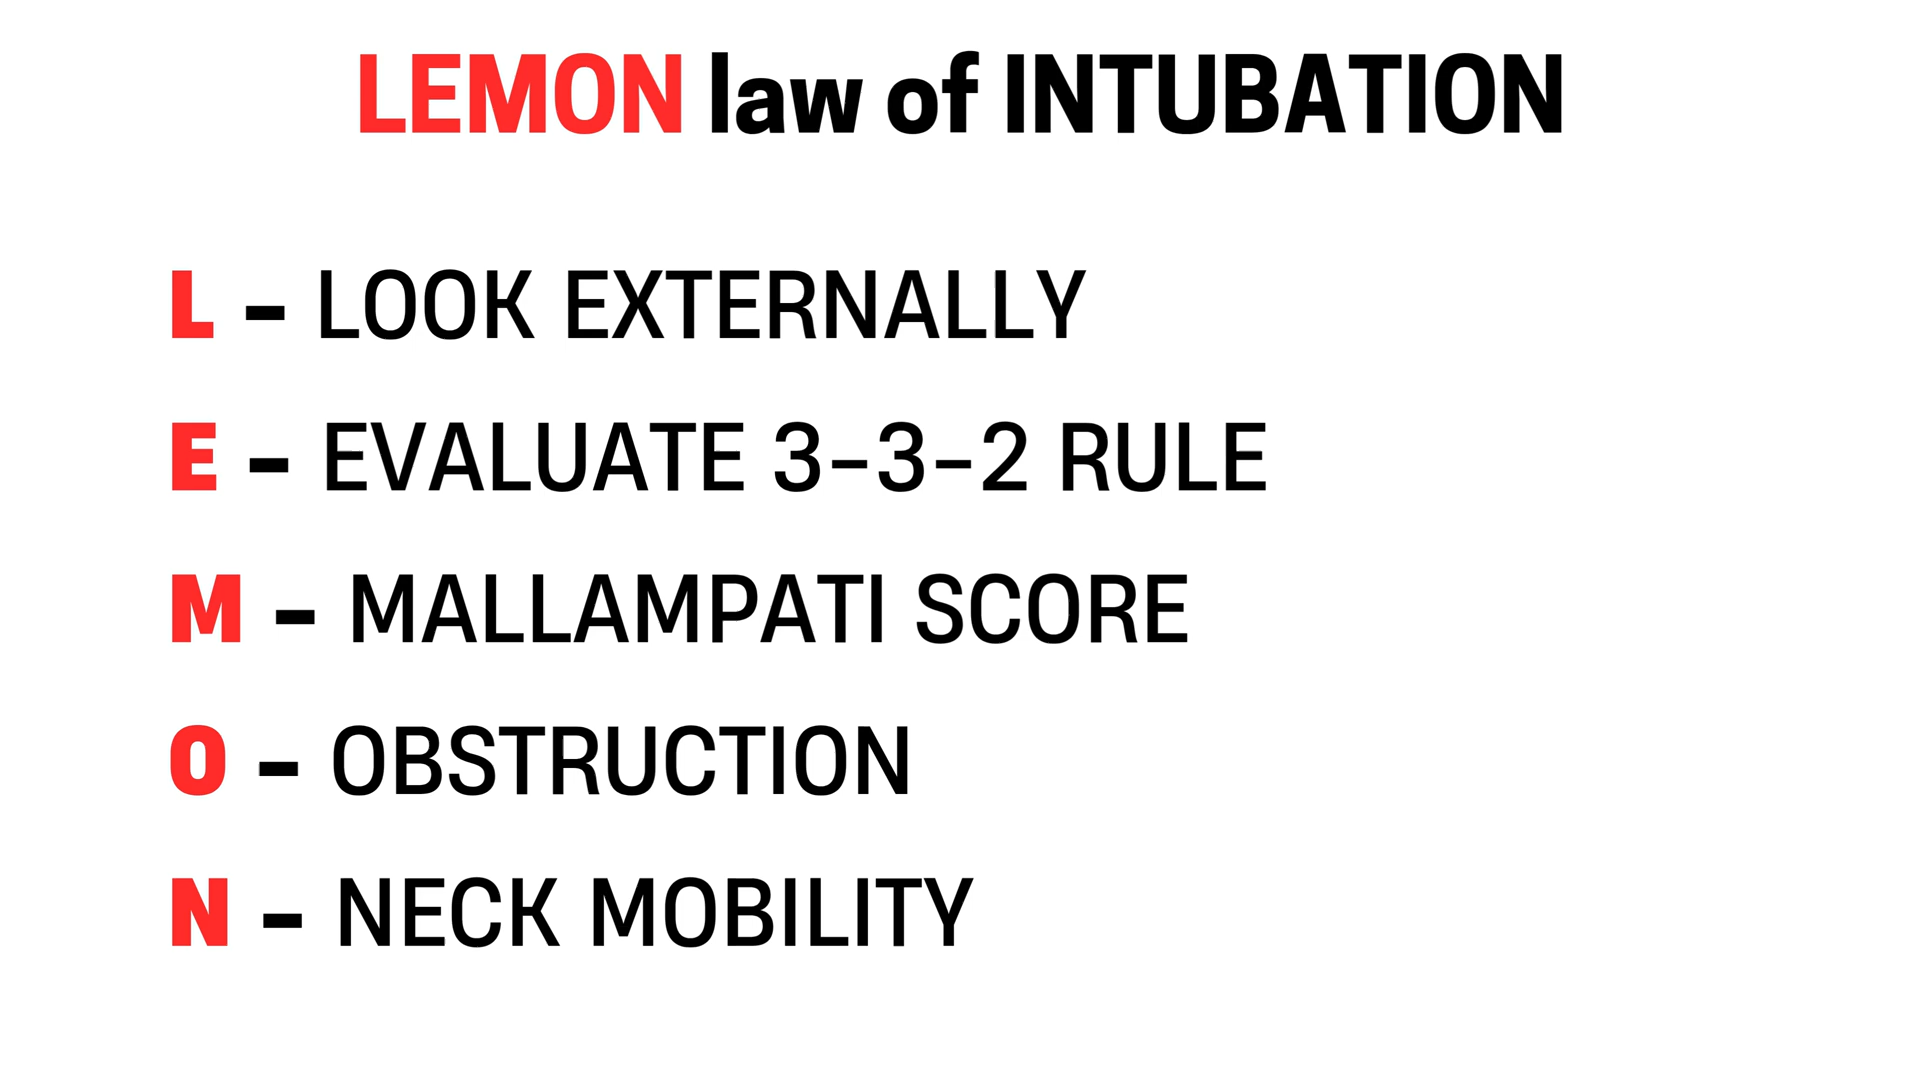 LEMON law of INTUBATION
L - LOOK EXTERNALLY
E - EVALUATE 3-3-2 RULE
M - MALLAMPATI SCORE
O - OBSTRUCTION
N - NECK MOBILITY